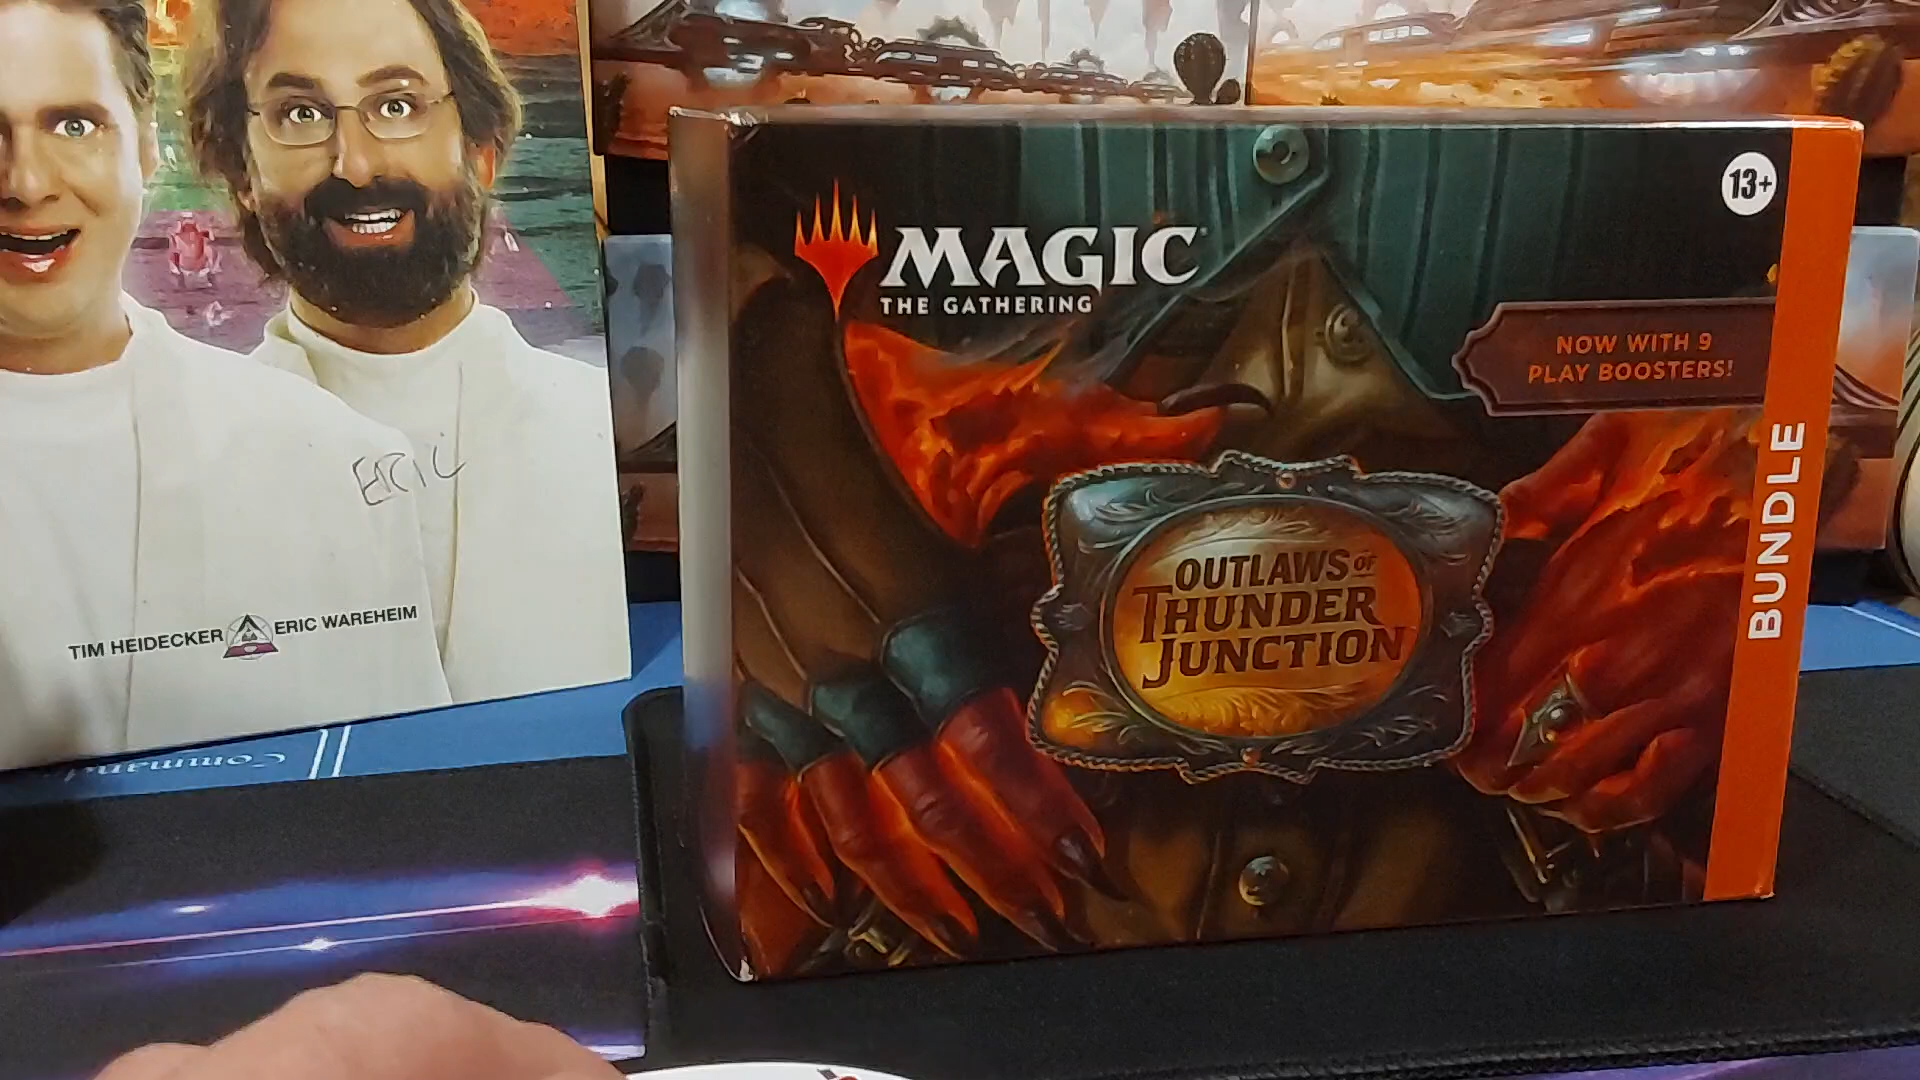 ERIC
TIM HEIDECKER ERIC WAREHEIM
Command
MAGIC
THE GATHERING
13+
NOW WITH 9
PLAY BOOSTERS!
OUTLAWS OF
THUNDER
JUNCTION
BUNDLE